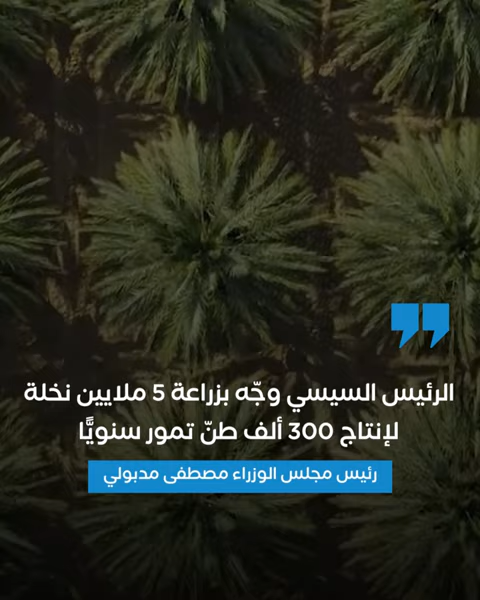 الرئيس السيسي وجّه بزراعة 5 ملايين نخلة
لإنتاج 300 ألف طنّ تمور سنويًّا
رئيس مجلس الوزراء مصطفى مدبولي